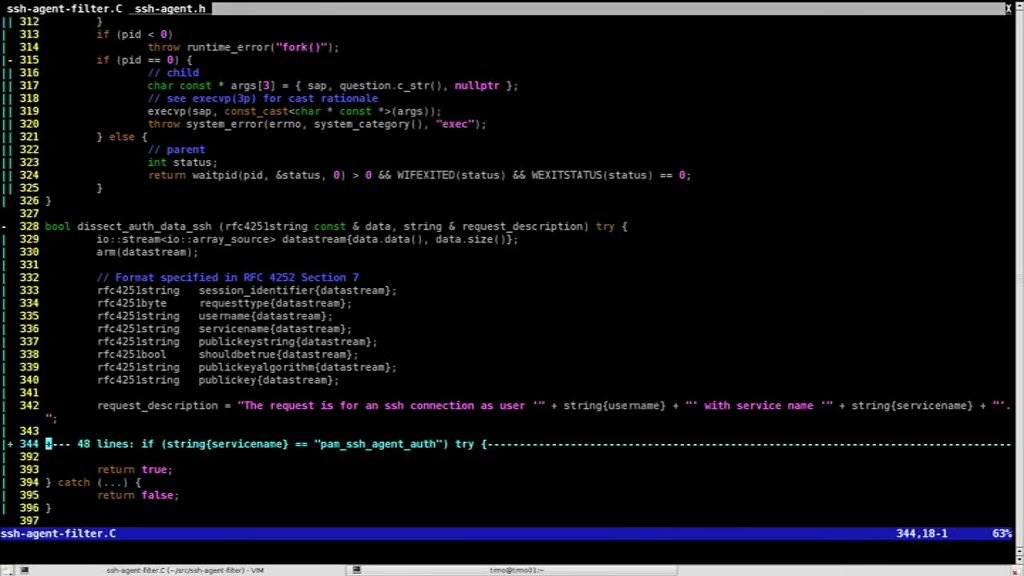 ssh-agent-filter.C  ssh-agent.h X
|| 312         }
|| 313         if (pid < 0)
|| 314                 throw runtime_error("fork()");
|- 315         if (pid == 0) {
|| 316                 // child
|| 317                 char const * args[3] = { sap, question.c_str(), nullptr };
|| 318                 // see execvp(3p) for cast rationale
|| 319                 execvp(sap, const_cast<char * const *>(args));
|| 320                 throw system_error(errno, system_category(), "exec");
|| 321         } else {
|| 322                 // parent
|| 323                 int status;
|| 324                 return waitpid(pid, &status, 0) > 0 && WIFEXITED(status) && WEXITSTATUS(status) == 0;
|| 325         }
|  326 }
   327
-  328 bool dissect_auth_data_ssh (rfc4251string const & data, string & request_description) try {
|  329         io::stream<io::array_source> datastream{data.data(), data.size()};
|  330         arm(datastream);
|  331
|  332         // Format specified in RFC 4252 Section 7
|  333         rfc4251string   session_identifier{datastream};
|  334         rfc4251byte     requesttype{datastream};
|  335         rfc4251string   username{datastream};
|  336         rfc4251string   servicename{datastream};
|  337         rfc4251string   publickeystring{datastream};
|  338         rfc4251bool     shouldbetrue{datastream};
|  339         rfc4251string   publickeyalgorithm{datastream};
|  340         rfc4251string   publickey{datastream};
|  341
|  342         request_description = "The request is for an ssh connection as user '" + string{username} + "' with service name '" + string{servicename} + "'.
|      ";
|  343
|+ 344 +--- 48 lines: if (string{servicename} == "pam_ssh_agent_auth") try {----------------------------------------------------------------------------------
|  392
|  393         return true;
|  394 } catch (...) {
|  395         return false;
|  396 }
   397
ssh-agent-filter.C 344,18-1 63%
ssh-agent-filter.C (~/src/ssh-agent-filter) - VIM timo@timo01:~